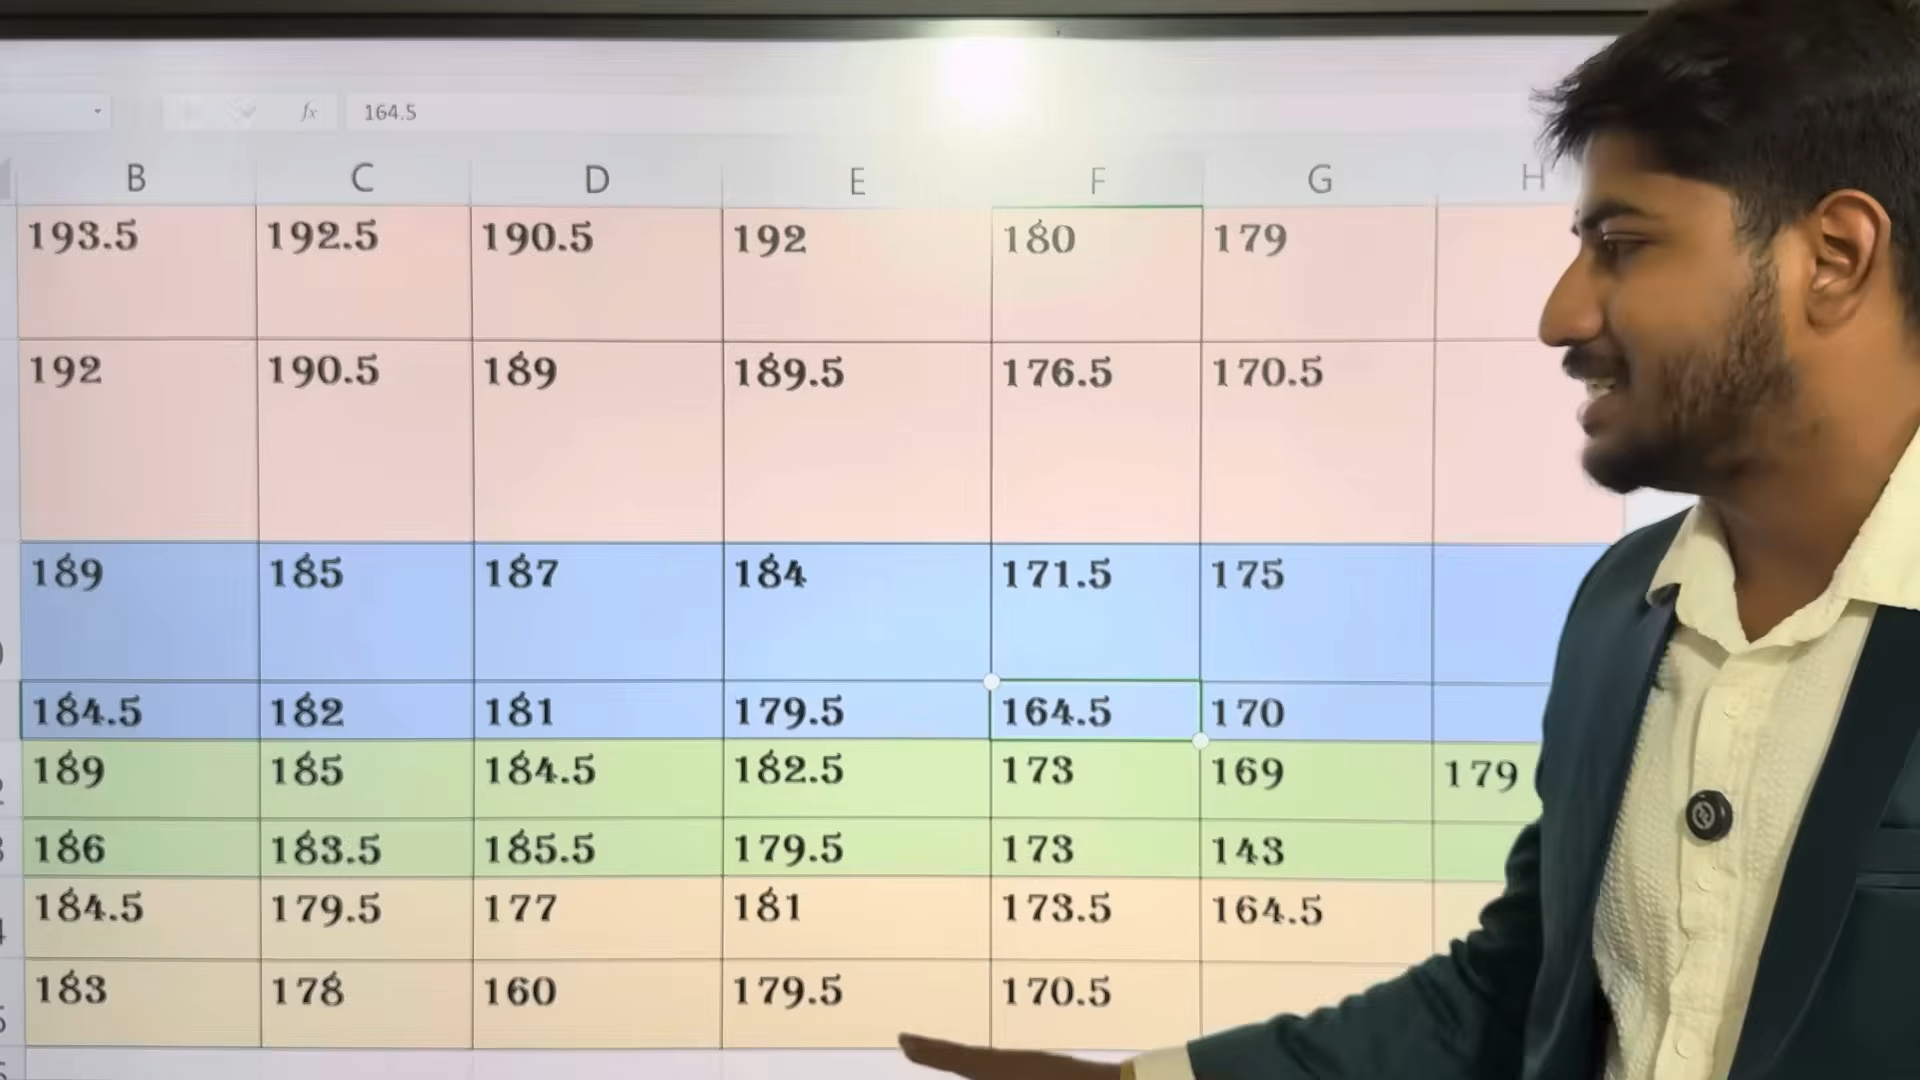 fx 164.5
B C D E F G H
193.5 192.5 190.5 192 180 179
192 190.5 189 189.5 176.5 170.5
189 185 187 184 171.5 175
184.5 182 181 179.5 164.5 170
189 185 184.5 182.5 173 169 179
186 183.5 185.5 179.5 173 143
184.5 179.5 177 181 173.5 164.5
183 178 160 179.5 170.5